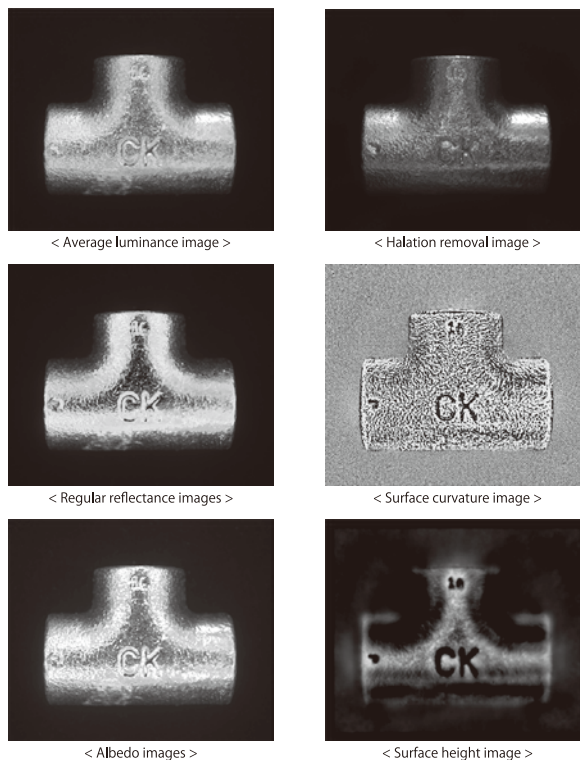 CK
CK
< Average luminance image >
< Halation removal image >
CK
10
CK
< Regular reflectance images >
< Surface curvature image >
CK
10
CK
< Albedo images >
< Surface height image >